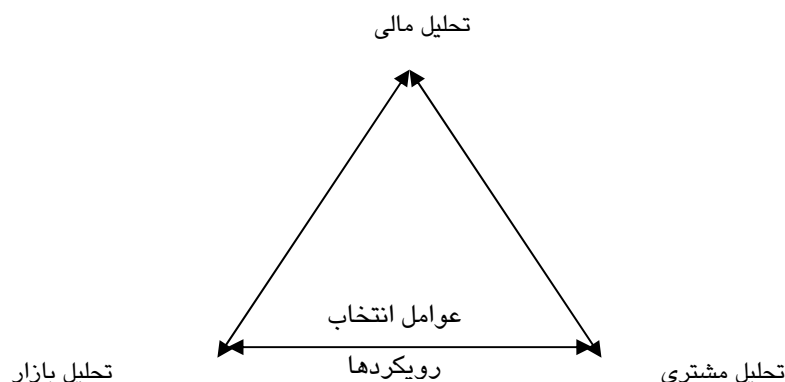 تحلیل مالی
عوامل انتخاب
رویکردها
تحلیل مشتری
تحلیل بازار